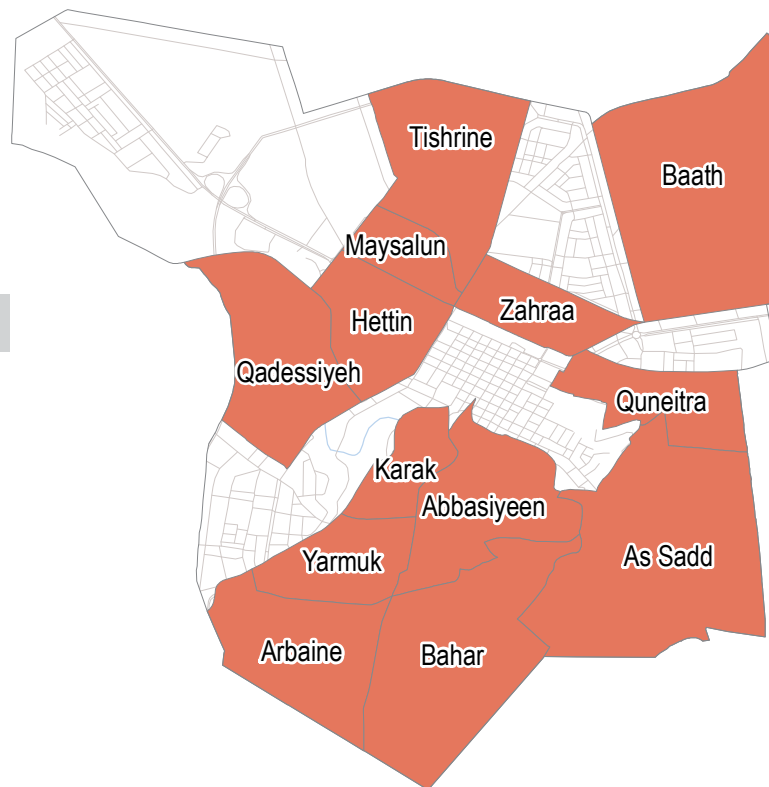 Tishrine
Baath
Maysalun
Zahraa
Hettin
Qadessiyeh
Quneitra
Karak
Abbasiyeen
Yarmuk
As Sadd
Arbaine
Bahar